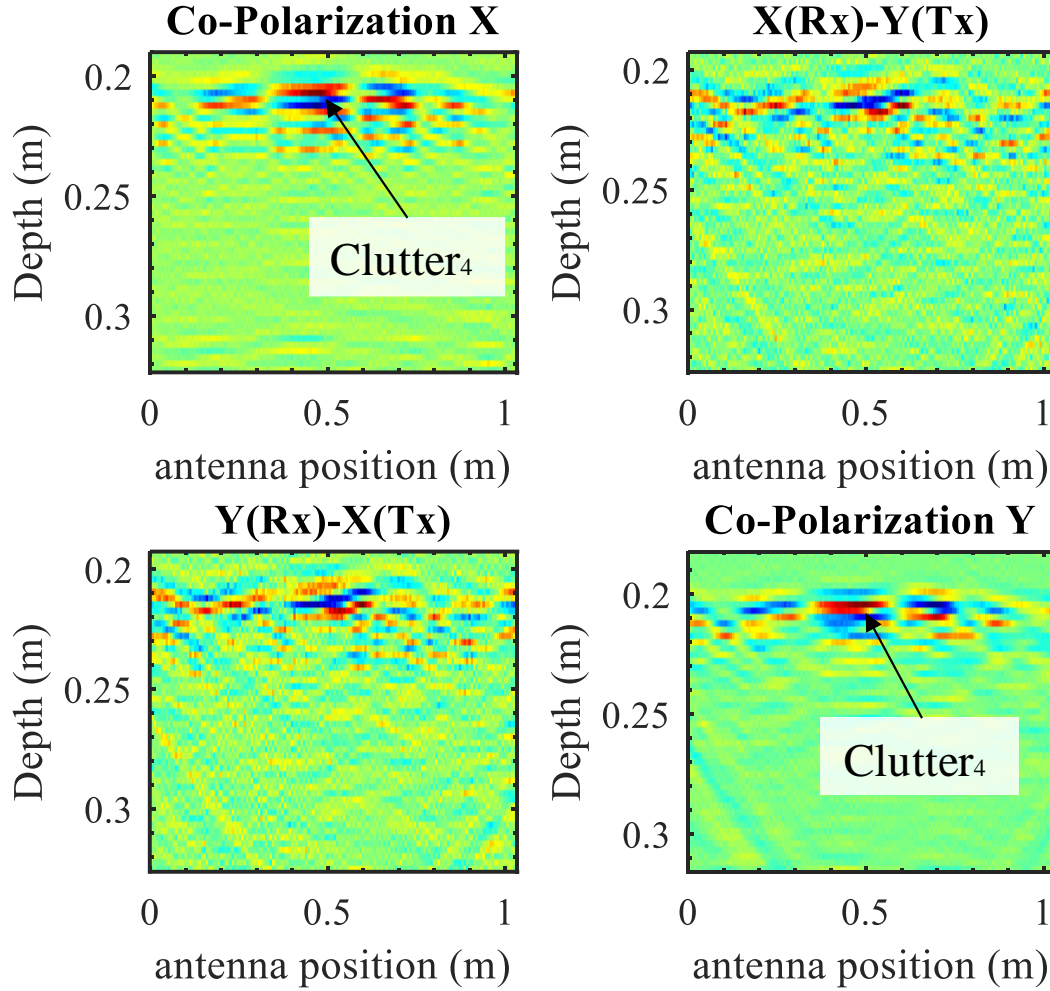 Co-Polarization X
0.2
0.25
0.3
Depth (m)
Clutter4
0
0.5
1
antenna position (m)
X(Rx)-Y(Tx)
0.2
0.25
0.3
Depth (m)
0
0.5
1
antenna position (m)
Y(Rx)-X(Tx)
0.2
0.25
0.3
Depth (m)
0
0.5
1
antenna position (m)
Co-Polarization Y
0.2
0.25
0.3
Depth (m)
Clutter4
0
0.5
1
antenna position (m)